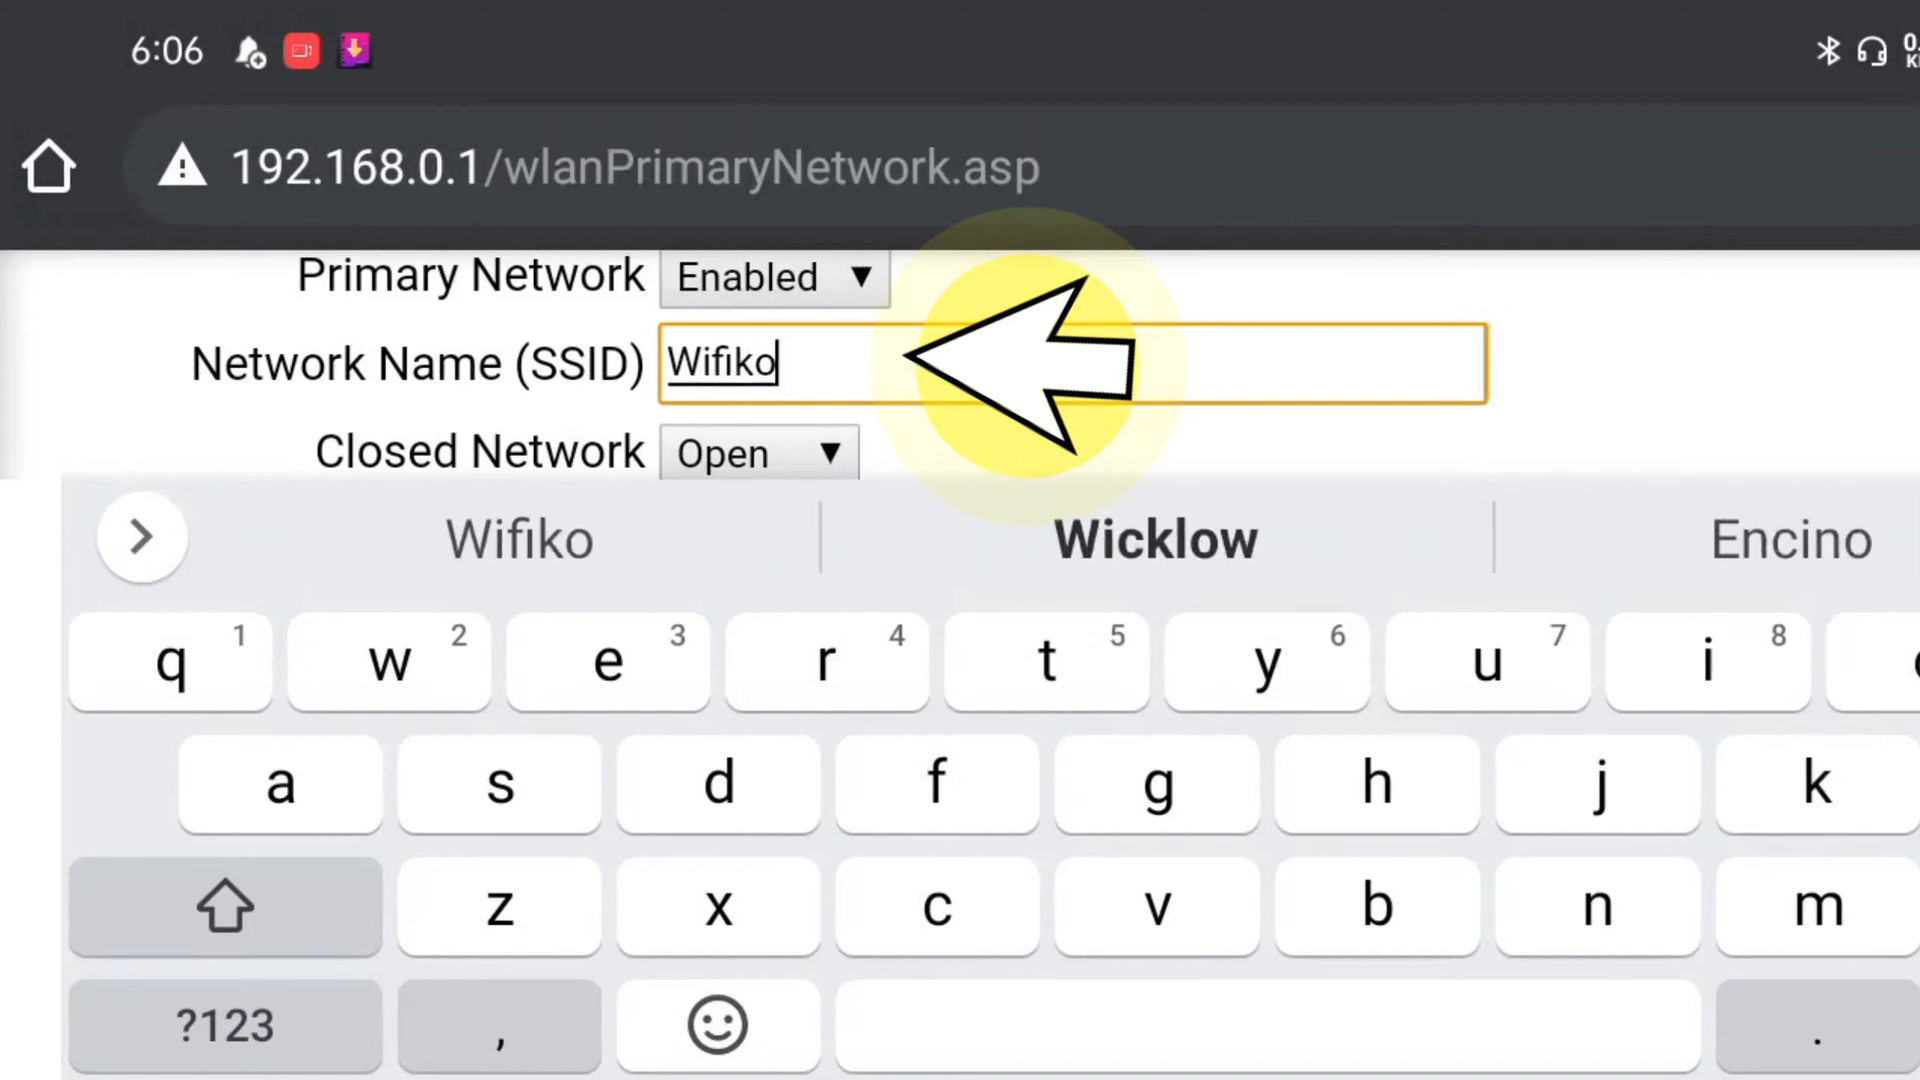 6:06
192.168.0.1/wlanPrimaryNetwork.asp
Primary Network Enabled ▼
Network Name (SSID) Wifiko
Closed Network Open ▼
Wifiko Wicklow Encino
q 1 w 2 e 3 r 4 t 5 y 6 u 7 i 8
a s d f g h j k
z x c v b n m
?123 , .